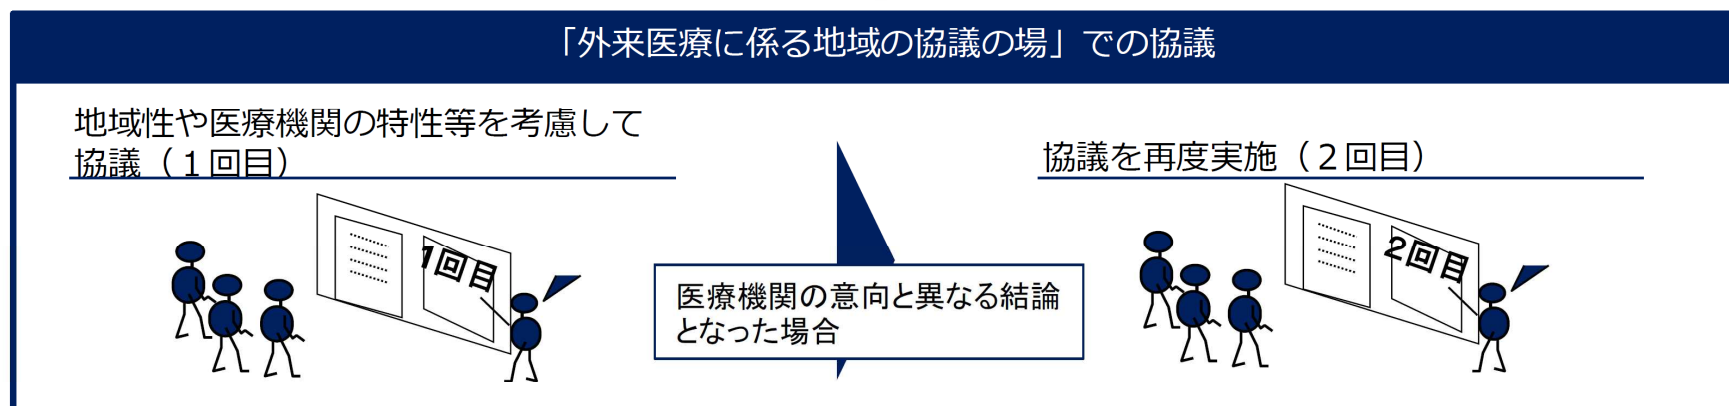 「外来医療に係る地域の協議の場」での協議
地域性や医療機関の特性等を考慮して
協議（１回目）
1回目
医療機関の意向と異なる結論
となった場合
協議を再度実施（２回目）
2回目